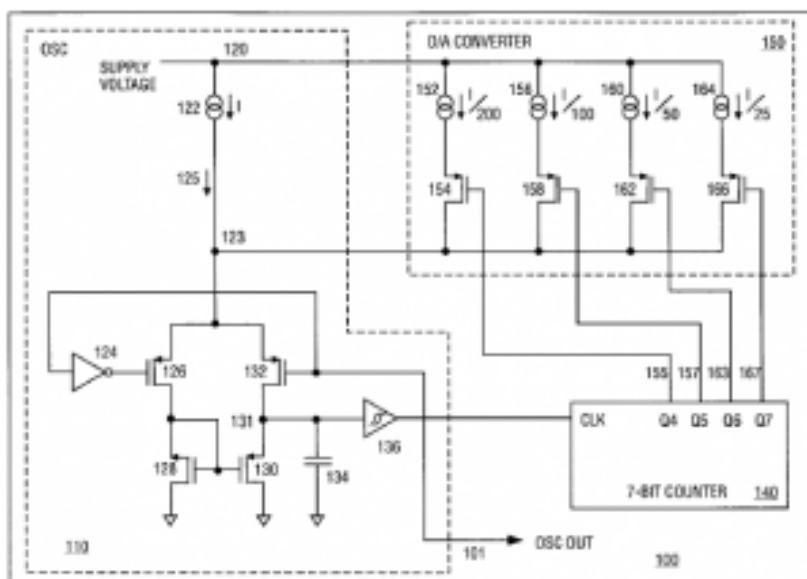 OSC
120
SUPPLY VOLTAGE
122
I
125
123
D/A CONVERTER
150
152
I/200
156
I/100
160
I/50
164
I/25
154
158
162
166
124
126
132
131
128
130
134
136
155
157
163
167
CLK
Q4
Q5
Q6
Q7
7-BIT COUNTER
140
110
101
OSC OUT
100